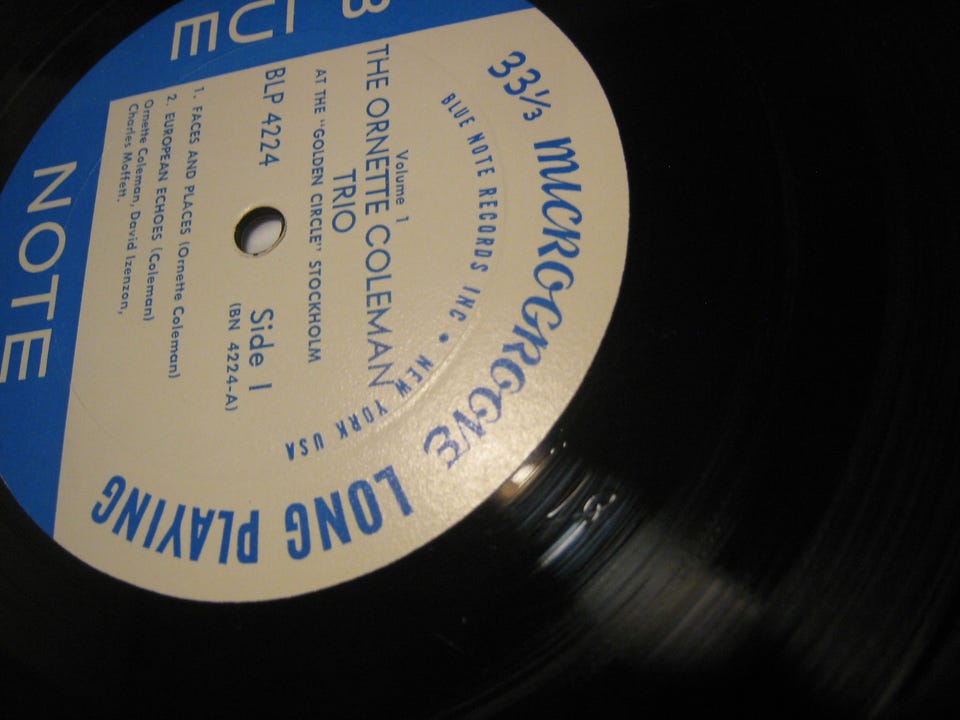 33⅓ MICROGROOVE LONG PLAYING
BLUE NOTE RECORDS INC • NEW YORK USA
Volume 1
THE ORNETTE COLEMAN
TRIO
AT THE "GOLDEN CIRCLE" STOCKHOLM
BLP 4224
Side 1
(BN 4224-A)
1. FACES AND PLACES (Ornette Coleman)
2. EUROPEAN ECHOES (Coleman)
Ornette Coleman, David Izenzon,
Charles Moffett.
B UE
NOTE